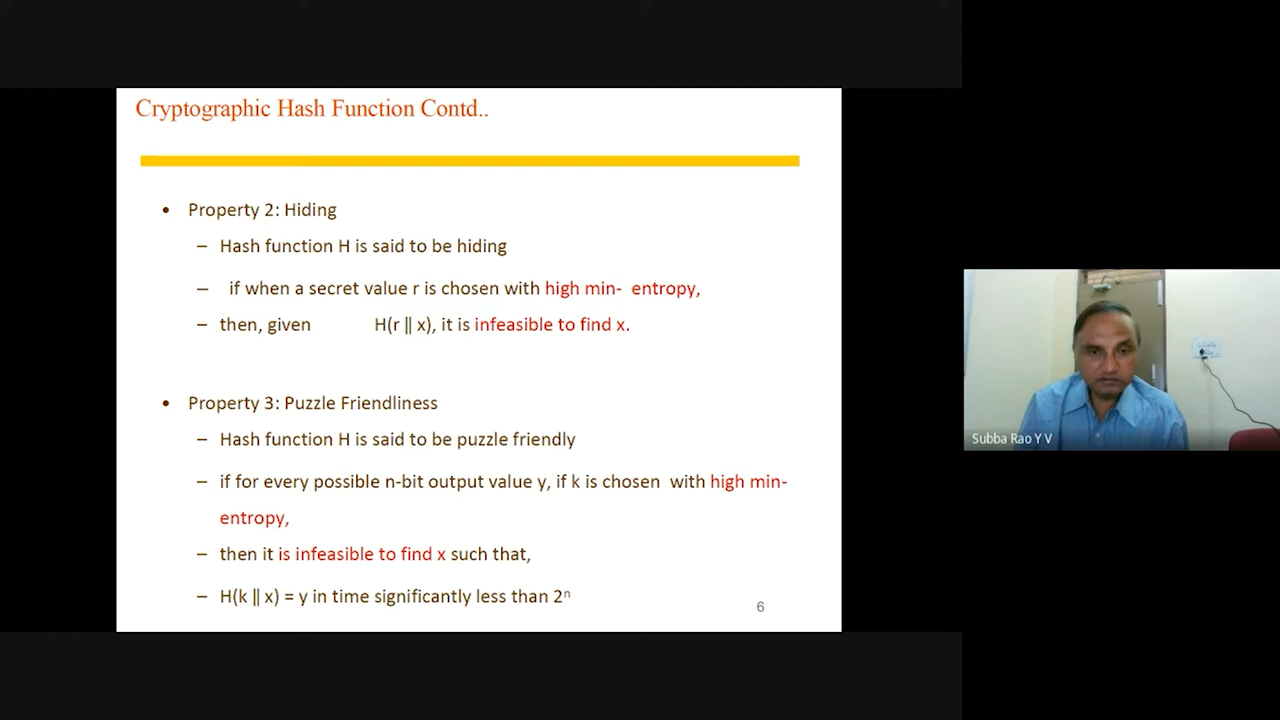 Cryptographic Hash Function Contd..
• Property 2: Hiding
– Hash function H is said to be hiding
– if when a secret value r is chosen with high min- entropy,
– then, given H(r ‖ x), it is infeasible to find x.
• Property 3: Puzzle Friendliness
– Hash function H is said to be puzzle friendly
– if for every possible n-bit output value y, if k is chosen with high min-
entropy,
– then it is infeasible to find x such that,
– H(k ‖ x) = y in time significantly less than 2ⁿ
6
Subba Rao Y V